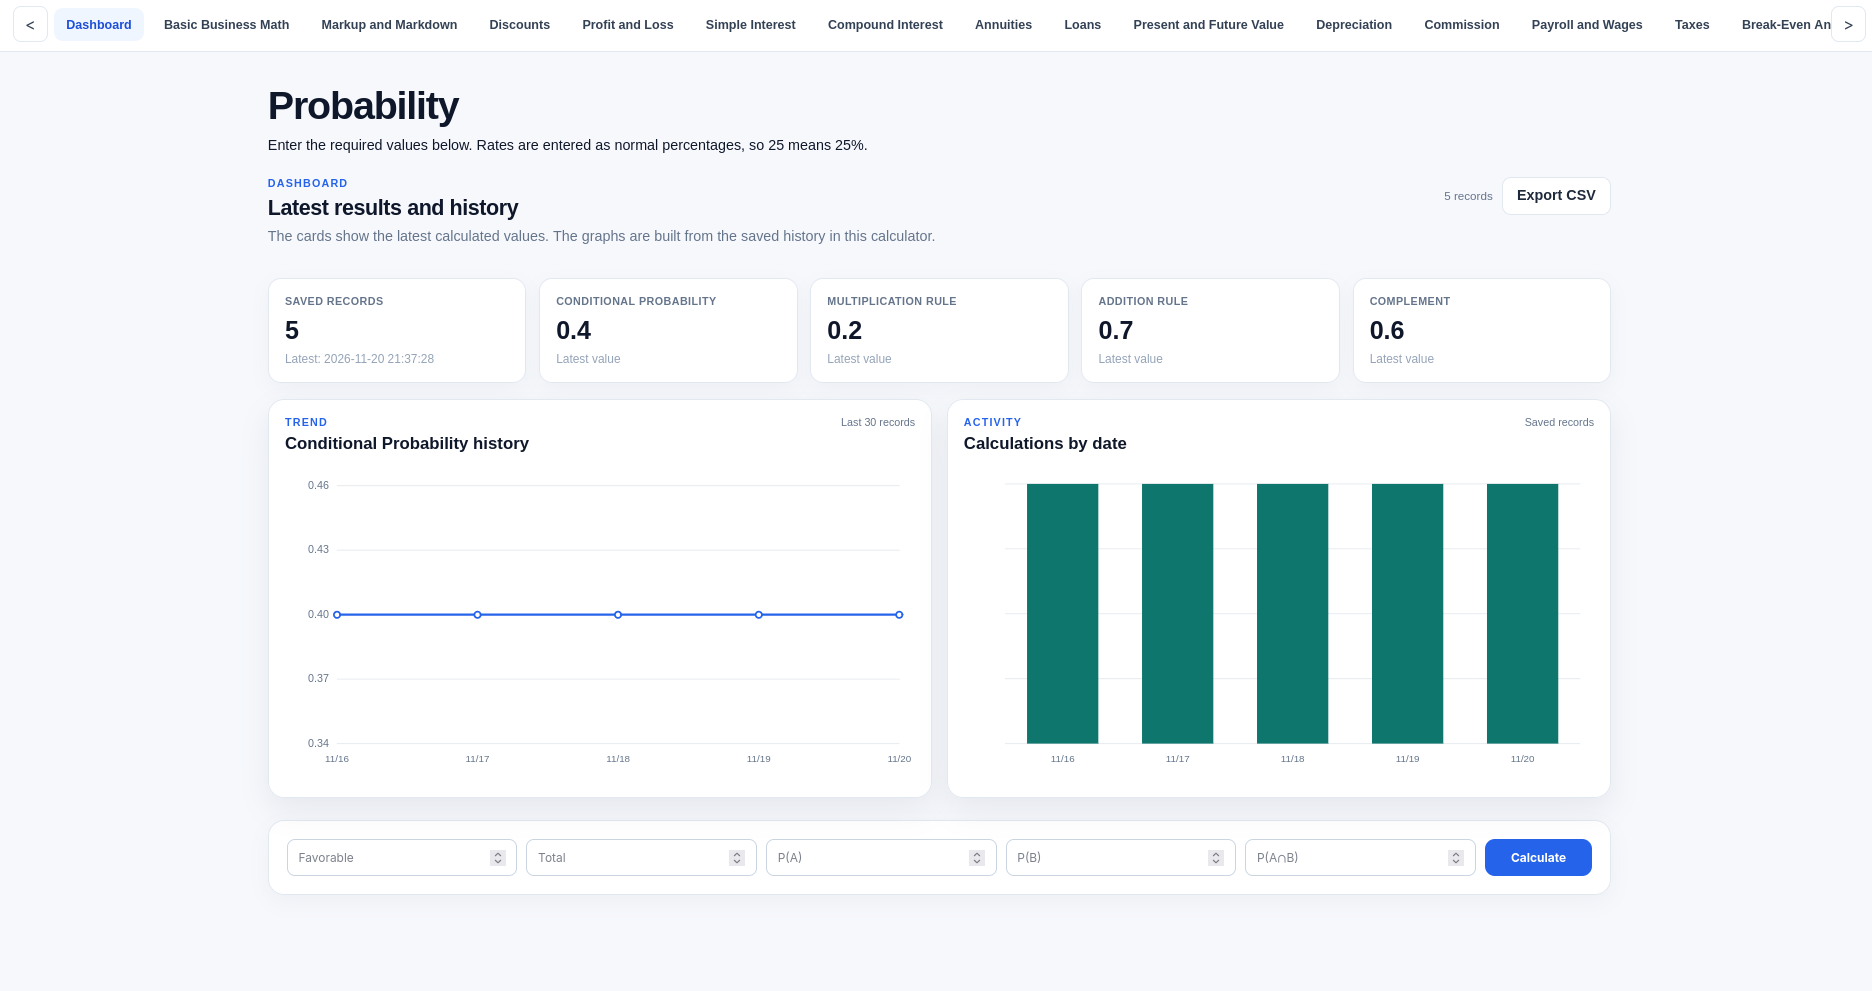 < Dashboard Basic Business Math Markup and Markdown Discounts Profit and Loss Simple Interest Compound Interest Annuities Loans Present and Future Value Depreciation Commission Payroll and Wages Taxes Break-Even An >
Probability
Enter the required values below. Rates are entered as normal percentages, so 25 means 25%.
DASHBOARD
Latest results and history
5 records Export CSV
The cards show the latest calculated values. The graphs are built from the saved history in this calculator.
SAVED RECORDS
5
Latest: 2026-11-20 21:37:28
CONDITIONAL PROBABILITY
0.4
Latest value
MULTIPLICATION RULE
0.2
Latest value
ADDITION RULE
0.7
Latest value
COMPLEMENT
0.6
Latest value
TREND
Last 30 records
Conditional Probability history
0.46
0.43
0.40
0.37
0.34
11/16 11/17 11/18 11/19 11/20
ACTIVITY
Saved records
Calculations by date
11/16 11/17 11/18 11/19 11/20
Favorable Total P(A) P(B) P(A∩B) Calculate